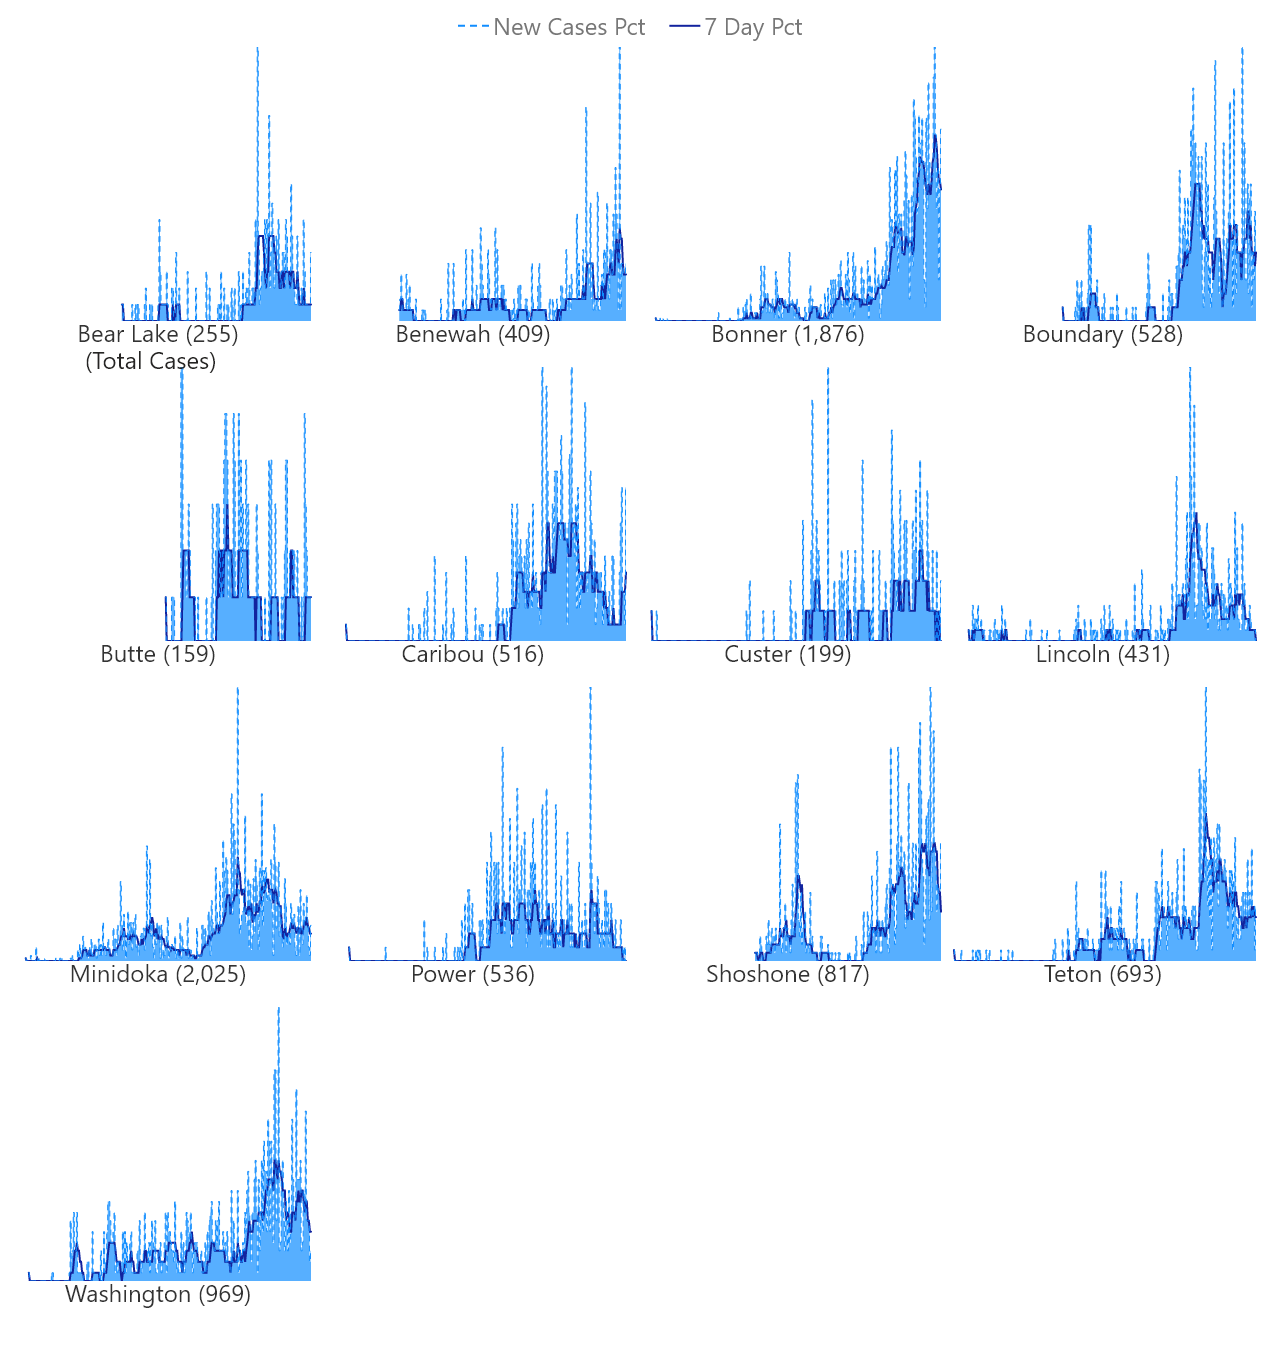 New Cases Pct 7 Day Pct
Bear Lake (255)
(Total Cases)
Benewah (409)
Bonner (1,876)
Boundary (528)
Butte (159)
Caribou (516)
Custer (199)
Lincoln (431)
Minidoka (2,025)
Power (536)
Shoshone (817)
Teton (693)
Washington (969)